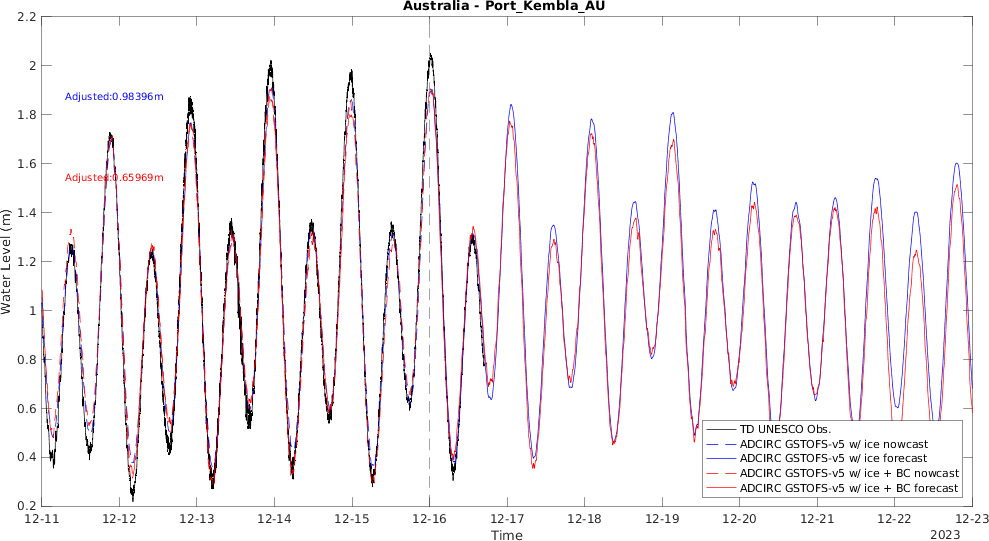 Australia - Port_Kembla_AU
2.2
2
1.8
1.6
1.4
1.2
1
0.8
0.6
0.4
0.2
Water Level (m)
Adjusted:0.98396m
Adjusted:0.65969m
TD UNESCO Obs.
ADCIRC GSTOFS-v5 w/ ice nowcast
ADCIRC GSTOFS-v5 w/ ice forecast
ADCIRC GSTOFS-v5 w/ ice + BC nowcast
ADCIRC GSTOFS-v5 w/ ice + BC forecast
12-11 12-12 12-13 12-14 12-15 12-16 12-17 12-18 12-19 12-20 12-21 12-22 12-23
Time
2023